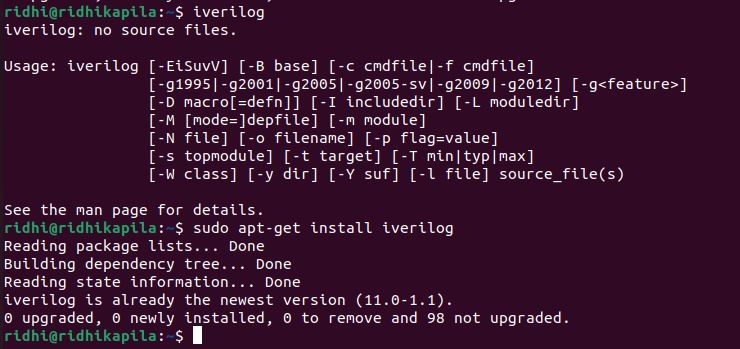 ridhi@ridhikapila:~$ iverilog
iverilog: no source files.

Usage: iverilog [-EiSuvV] [-B base] [-c cmdfile|-f cmdfile]
                [-g1995|-g2001|-g2005|-g2005-sv|-g2009|-g2012] [-g<feature>]
                [-D macro[=defn]] [-I includedir] [-L moduledir]
                [-M [mode=]depfile] [-m module]
                [-N file] [-o filename] [-p flag=value]
                [-s topmodule] [-t target] [-T min|typ|max]
                [-W class] [-y dir] [-Y suf] [-l file] source_file(s)

See the man page for details.
ridhi@ridhikapila:~$ sudo apt-get install iverilog
Reading package lists... Done
Building dependency tree... Done
Reading state information... Done
iverilog is already the newest version (11.0-1.1).
0 upgraded, 0 newly installed, 0 to remove and 98 not upgraded.
ridhi@ridhikapila:~$